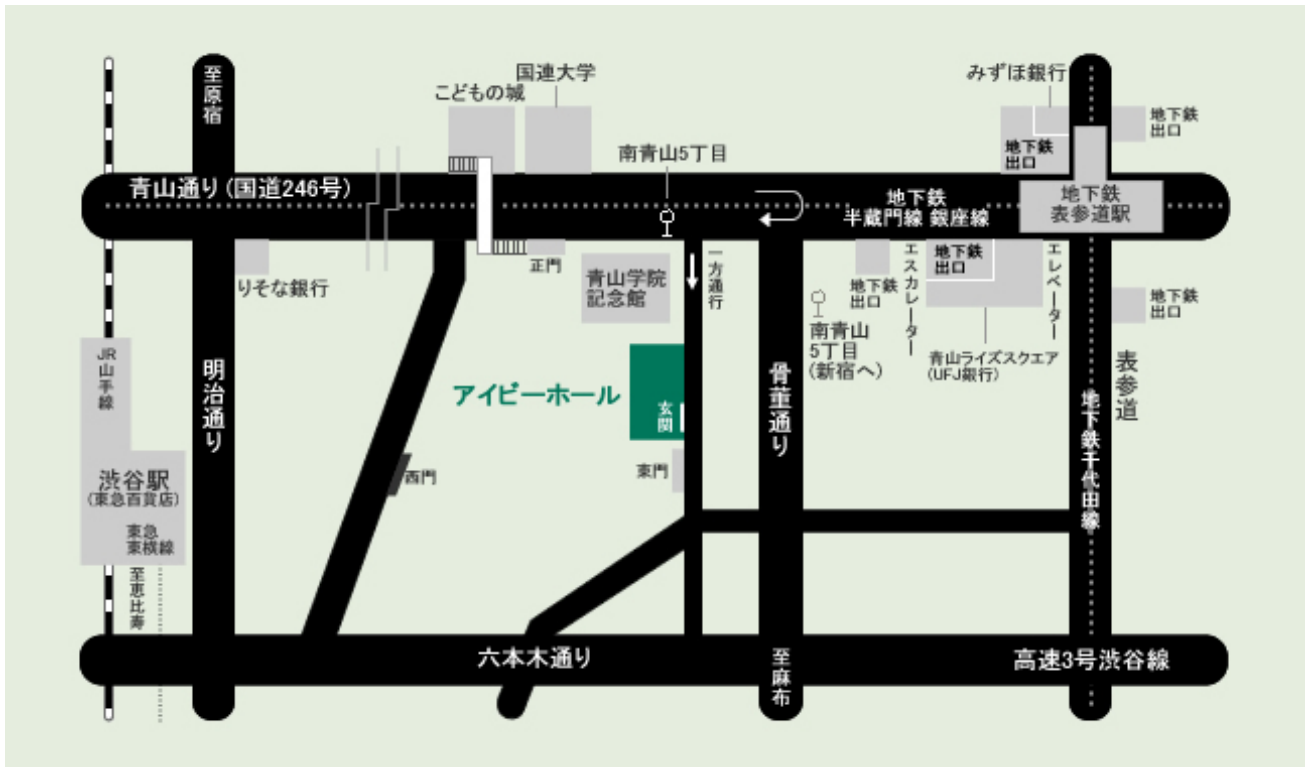 国連大学
こどもの城
みずほ銀行
至原宿
地下鉄
出口
地下鉄
出口
南青山5丁目
青山通り(国道246号)
地下鉄
半蔵門線 銀座線
地下鉄
表参道駅
りそな銀行
正門
青山学院
記念館
一方通行
地下鉄
出口
エスカレーター
地下鉄
出口
エレベーター
地下鉄
出口
南青山
5丁目
(新宿へ)
青山ライズスクエア
(UFJ銀行)
表参道
JR
山手線
明治通り
アイビーホール
玄関
骨董通り
地下鉄千代田線
西門
東門
渋谷駅
(東急百貨店)
東急
東横線
至恵比寿
六本木通り
至麻布
高速3号渋谷線